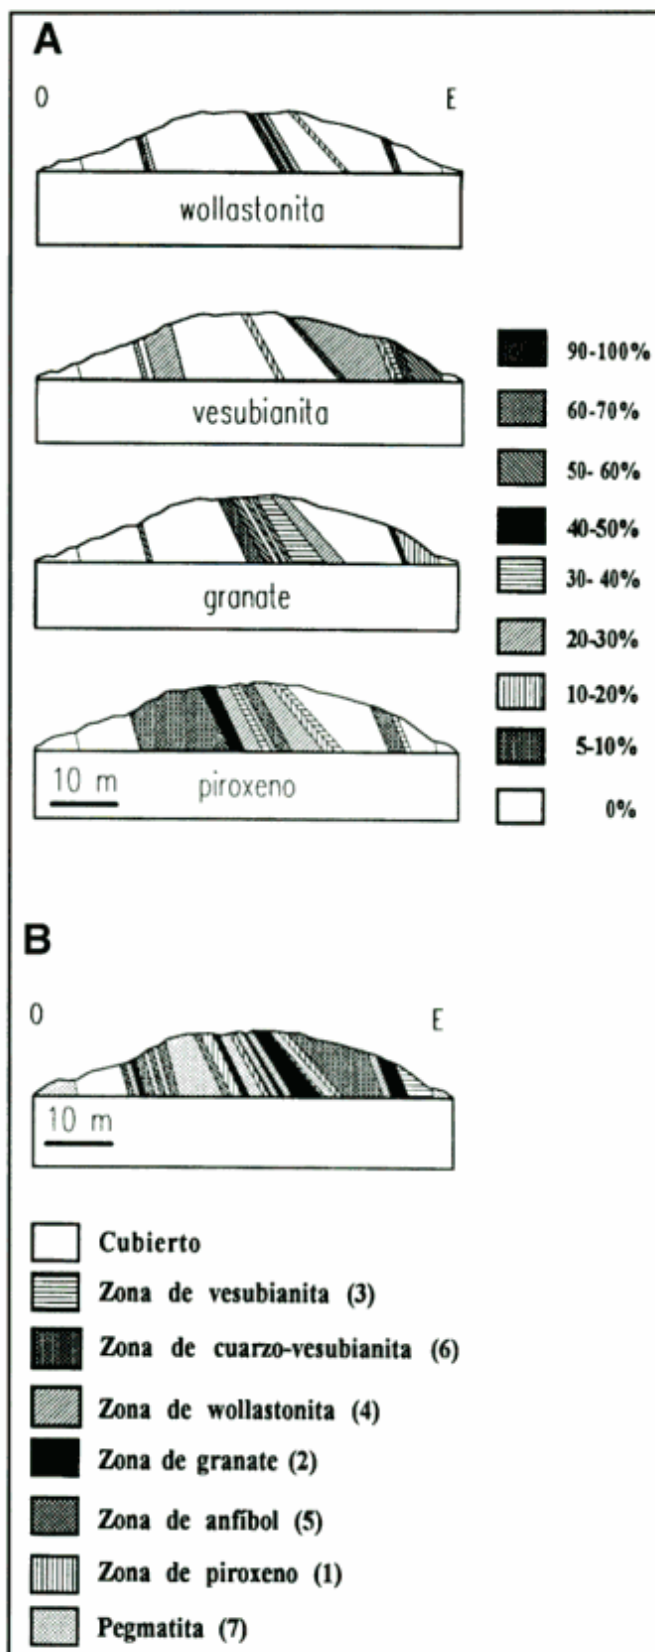 A
O E
wollastonita
vesubianita
90-100%
60-70%
50- 60%
40-50%
30- 40%
20-30%
10-20%
5-10%
0%
granate
10 m piroxeno
B
O E
10 m
Cubierto
Zona de vesubianita (3)
Zona de cuarzo-vesubianita (6)
Zona de wollastonita (4)
Zona de granate (2)
Zona de anfíbol (5)
Zona de piroxeno (1)
Pegmatita (7)